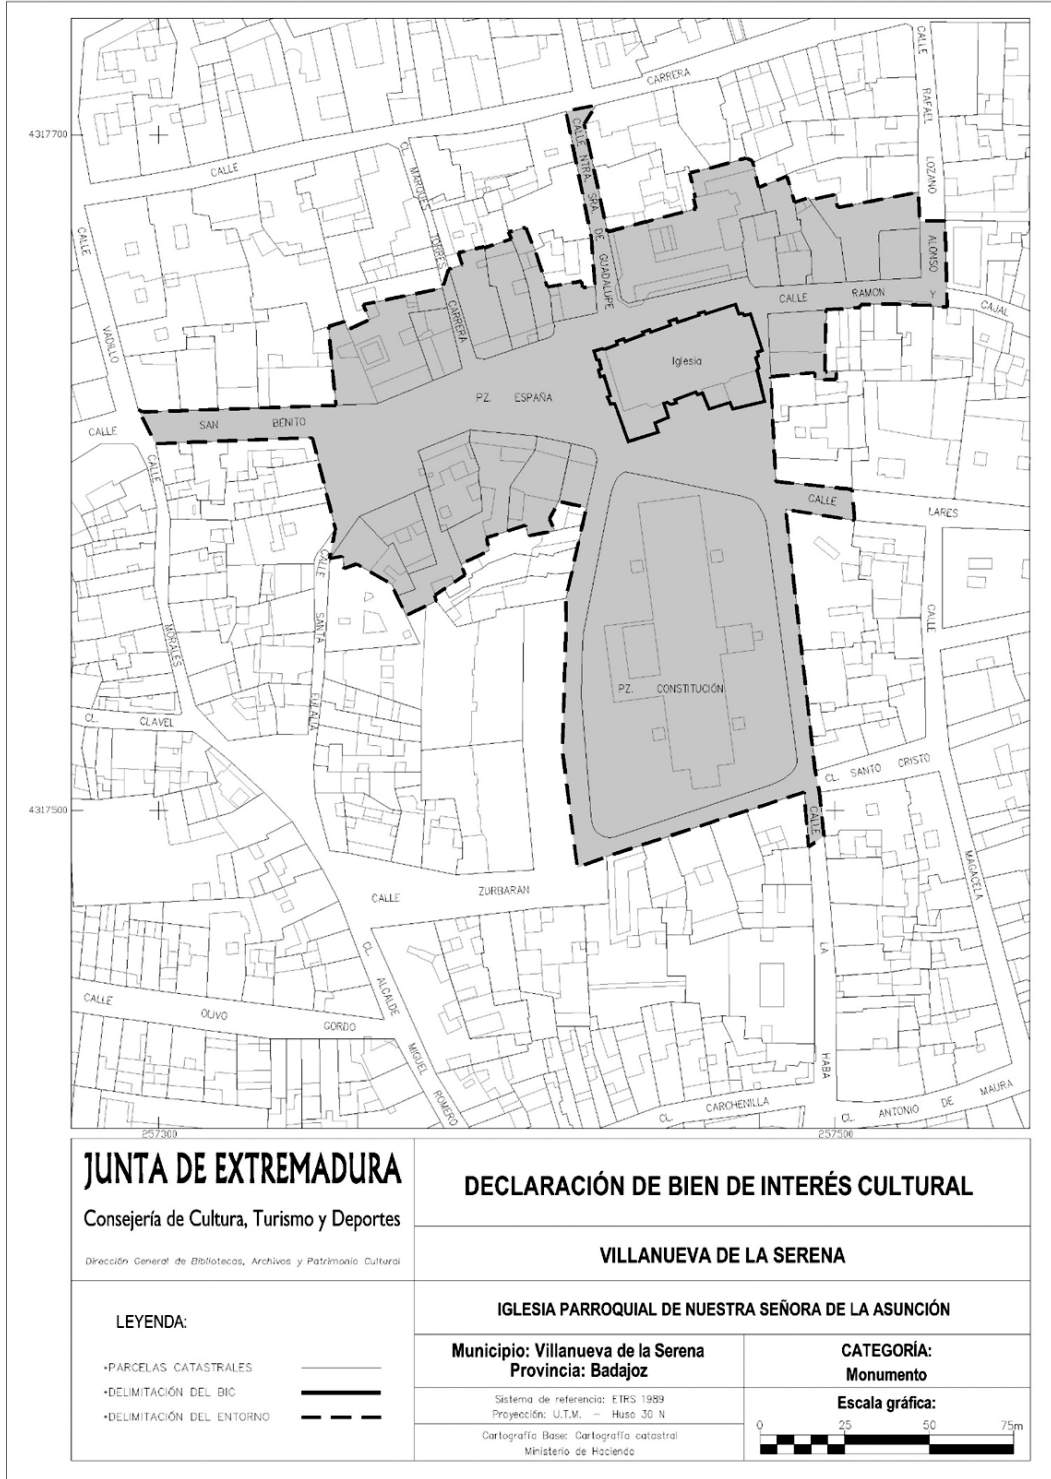 CALLE
RAFAEL
LOZANO
CARRERA
4317700
CALLE NTRA. SRA. DE GUADALUPE
CALLE
CL. MARQUES TORRES
CARRERA
CALLE
VADILLO
ALONSO
Y
CALLE
RAMON
CAJAL
Iglesia
PZ. ESPAÑA
SAN
BENITO
CALLE
CALLE
MORALES
CALLE
LARES
CALLE
SANTA
EULALIA
CALLE
MAGACELA
PZ. CONSTITUCIÓN
CL. CLAVEL
CL. SANTO CRISTO
4317500
CALLE
LA
HABA
CALLE
ZURBARAN
CL. ALCALDE MIGUEL ROMERO
CALLE
OLIVO
GORDO
CL. CARCHENILLA
CL. ANTONIO DE MAURA
257300
257500
JUNTA DE EXTREMADURA
Consejería de Cultura, Turismo y Deportes
Dirección General de Bibliotecas, Archivos y Patrimonio Cultural
DECLARACIÓN DE BIEN DE INTERÉS CULTURAL
VILLANUEVA DE LA SERENA
IGLESIA PARROQUIAL DE NUESTRA SEÑORA DE LA ASUNCIÓN
LEYENDA:
•PARCELAS CATASTRALES
•DELIMITACIÓN DEL BIC
•DELIMITACIÓN DEL ENTORNO
Municipio: Villanueva de la Serena
Provincia: Badajoz
Sistema de referencia: ETRS 1989
Proyección: U.T.M. – Huso 30 N
Cartografía Base: Cartografía catastral
Ministerio de Hacienda
CATEGORÍA:
Monumento
Escala gráfica:
0 25 50 75m